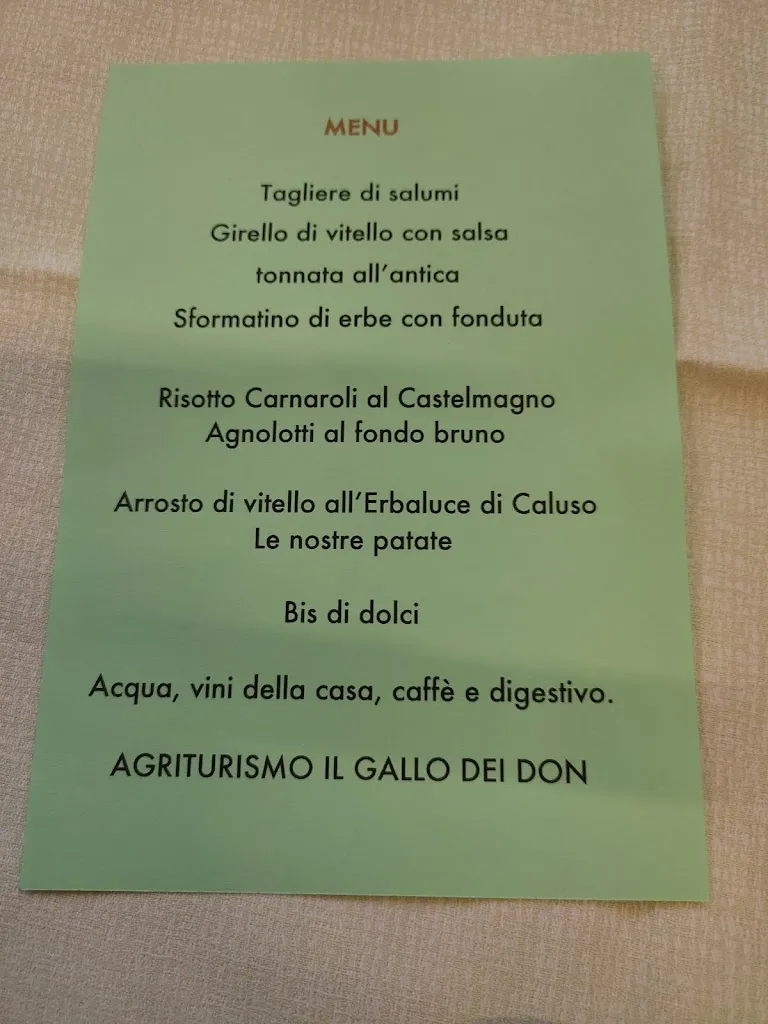 MENU
Tagliere di salumi
Girello di vitello con salsa
tonnata all'antica
Sformatino di erbe con fonduta
Risotto Carnaroli al Castelmagno
Agnolotti al fondo bruno
Arrosto di vitello all'Erbaluce di Caluso
Le nostre patate
Bis di dolci
Acqua, vini della casa, caffè e digestivo.
AGRITURISMO IL GALLO DEI DON